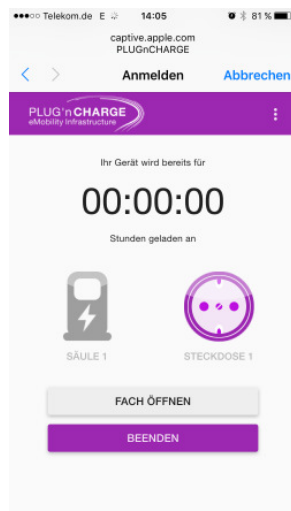 Telekom.de E 14:05 81 %
captive.apple.com
PLUGnCHARGE
Anmelden Abbrechen
PLUG'n CHARGE
eMobility Infrastructure
Ihr Gerät wird bereits für
00:00:00
Stunden geladen an
SÄULE 1 STECKDOSE 1
FACH ÖFFNEN
BEENDEN